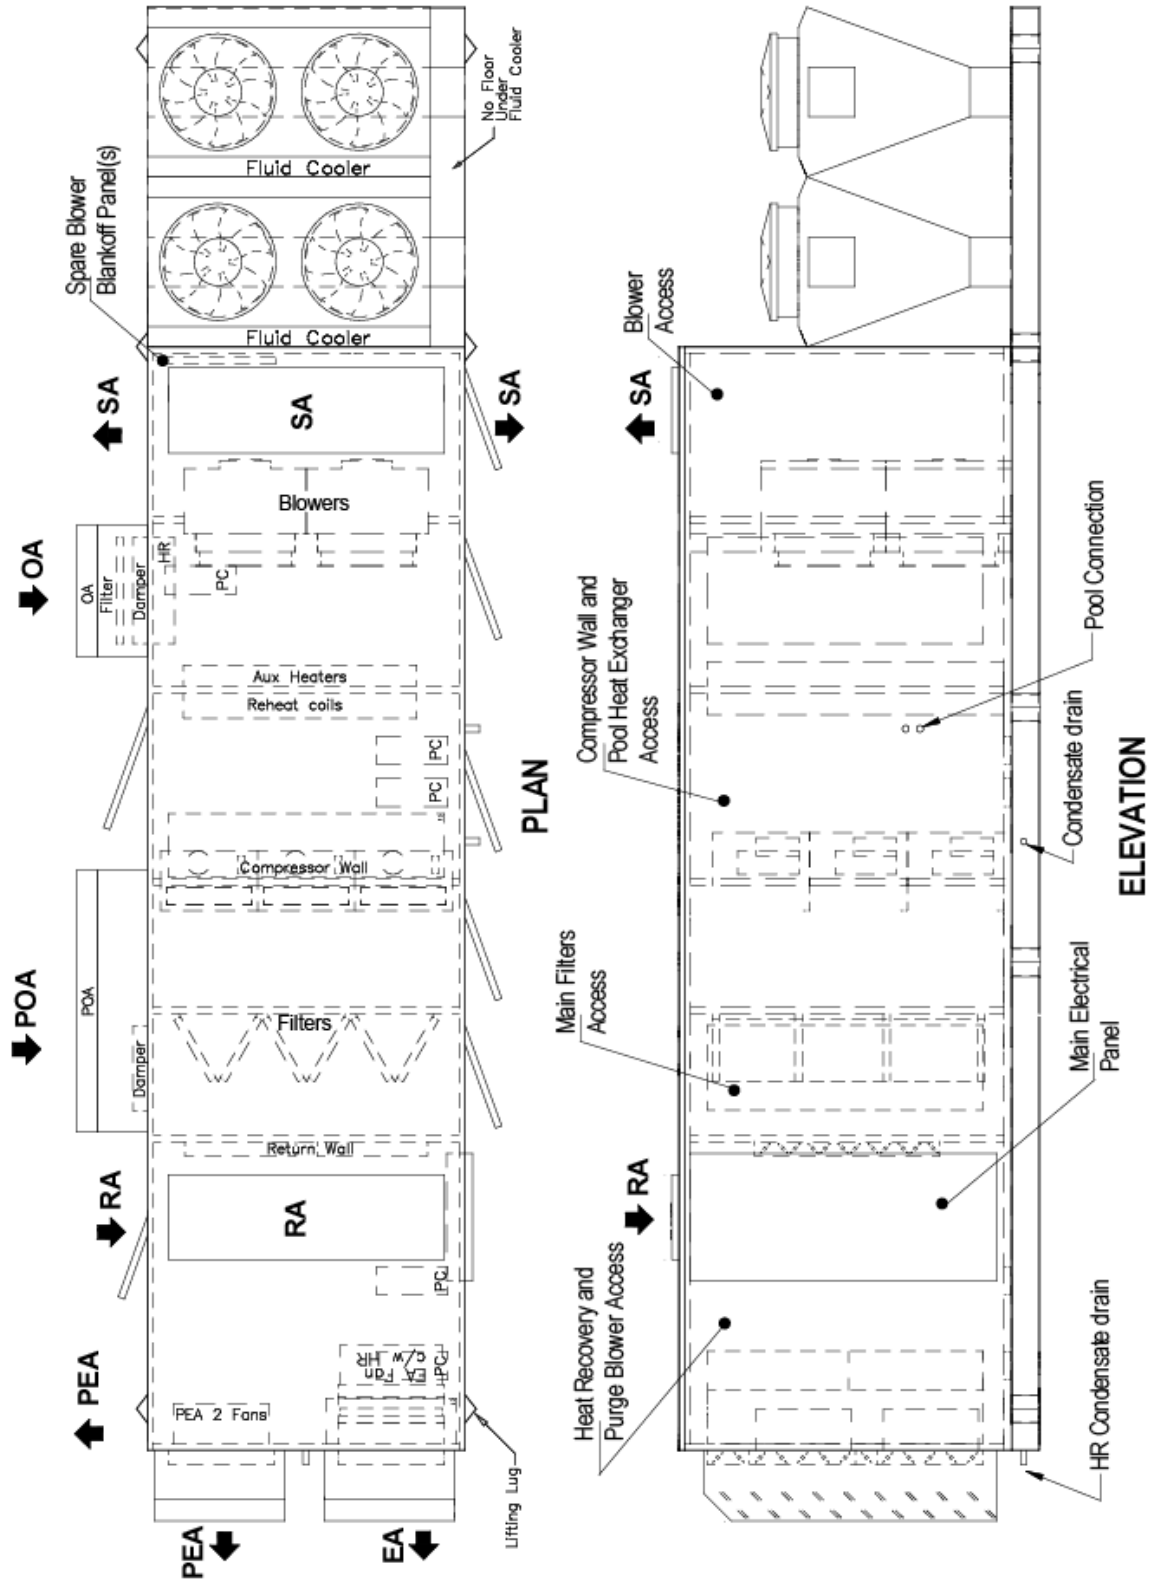 Spare Blower
Blankoff Panel(s)
No Floor
Under
Fluid Cooler
Fluid Cooler
Fluid Cooler
SA
SA
SA
Blowers
OA
OA
Filter
Damper
HR
PC
Aux Heaters
Reheat coils
PC
PC
Compressor Wall
POA
POA
Damper
Filters
Return Wall
RA
RA
PC
PEA
EA Fan
c/w HR
PC
PEA 2 Fans
Lifting Lug
PEA
EA
PLAN
Blower
Access
SA
Compressor Wall and
Pool Heat Exchanger
Access
Pool Connection
Condensate drain
Main Filters
Access
Main Electrical
Panel
RA
Heat Recovery and
Purge Blower Access
HR Condensate drain
ELEVATION